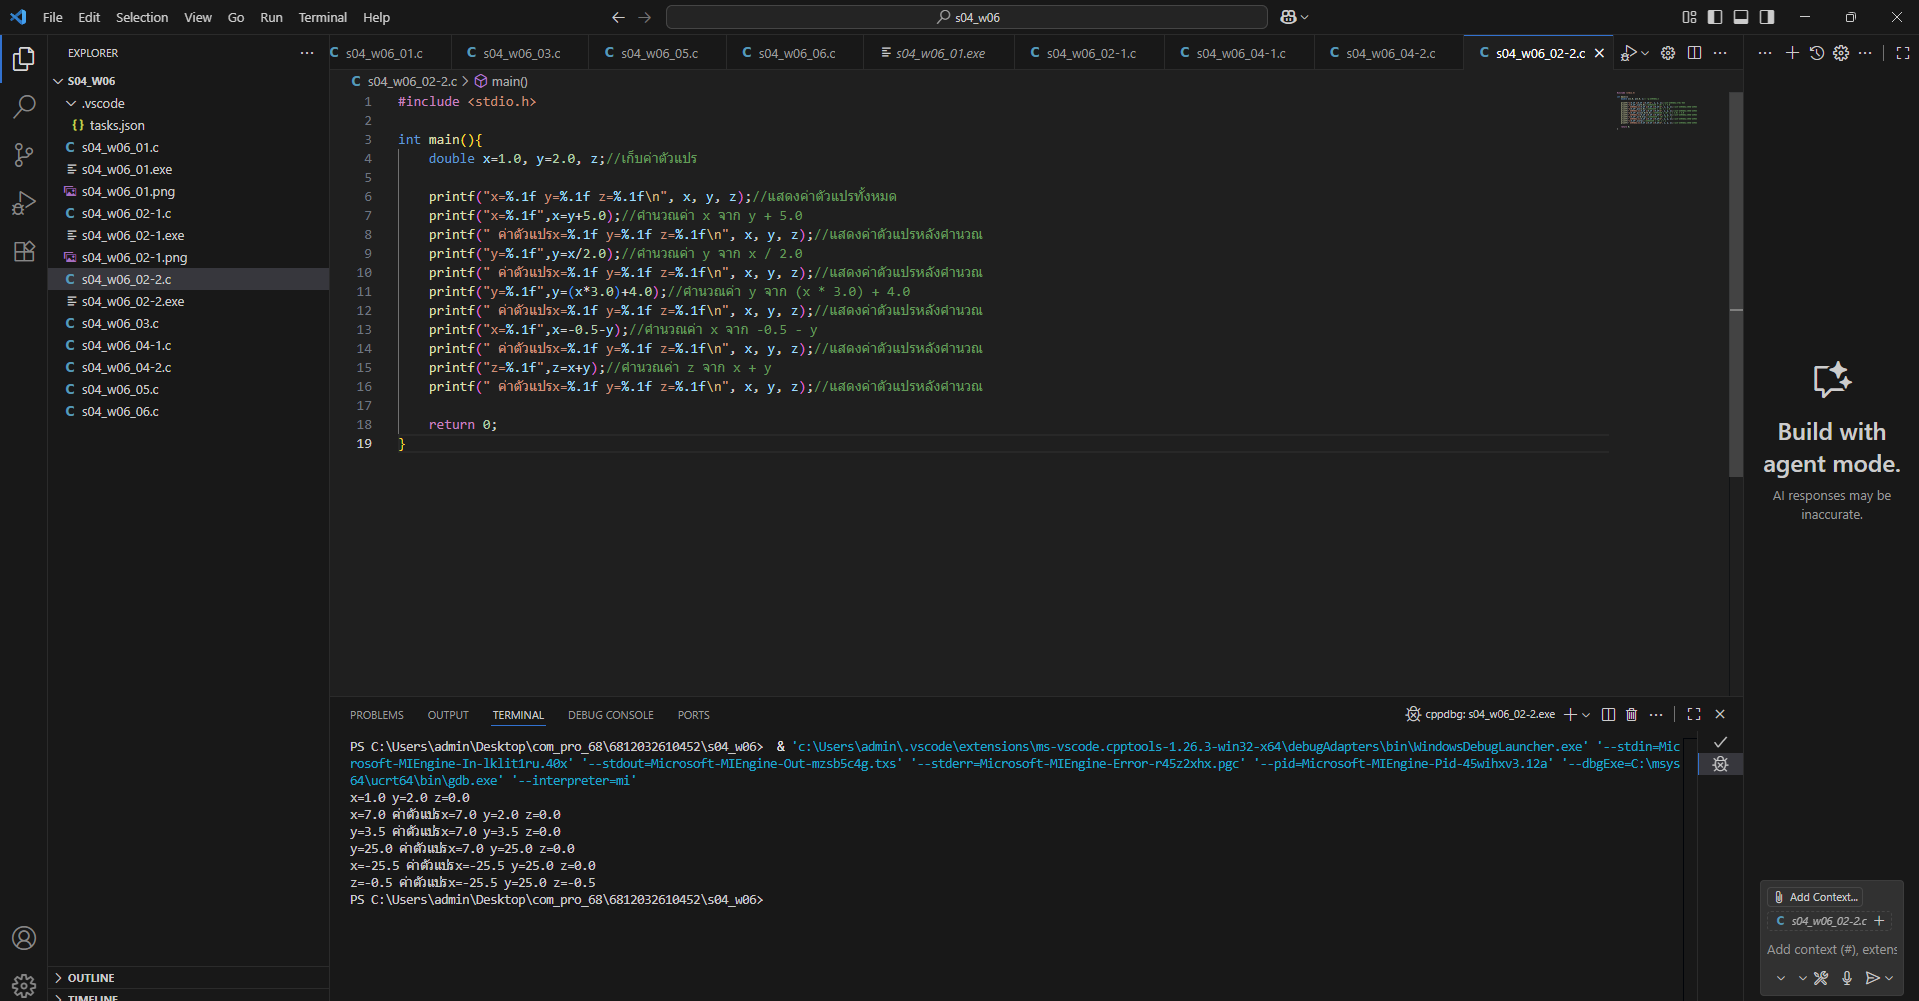 File Edit Selection View Go Run Terminal Help
s04_w06
EXPLORER
S04_W06
.vscode
tasks.json
s04_w06_01.c
s04_w06_01.exe
s04_w06_01.png
s04_w06_02-1.c
s04_w06_02-1.exe
s04_w06_02-1.png
s04_w06_02-2.c
s04_w06_02-2.exe
s04_w06_03.c
s04_w06_04-1.c
s04_w06_04-2.c
s04_w06_05.c
s04_w06_06.c
OUTLINE
TIMELINE
s04_w06_01.c s04_w06_03.c s04_w06_05.c s04_w06_06.c s04_w06_01.exe s04_w06_02-1.c s04_w06_04-1.c s04_w06_04-2.c s04_w06_02-2.c
s04_w06_02-2.c > main()
1 #include <stdio.h>
2
3 int main(){
4 double x=1.0, y=2.0, z;//เก็บค่าตัวแปร
5
6 printf("x=%.1f y=%.1f z=%.1f\n", x, y, z);//แสดงค่าตัวแปรทั้งหมด
7 printf("x=%.1f",x=y+5.0);//คำนวณค่า x จาก y + 5.0
8 printf(" ค่าตัวแปรx=%.1f y=%.1f z=%.1f\n", x, y, z);//แสดงค่าตัวแปรหลังคำนวณ
9 printf("y=%.1f",y=x/2.0);//คำนวณค่า y จาก x / 2.0
10 printf(" ค่าตัวแปรx=%.1f y=%.1f z=%.1f\n", x, y, z);//แสดงค่าตัวแปรหลังคำนวณ
11 printf("y=%.1f",y=(x*3.0)+4.0);//คำนวณค่า y จาก (x * 3.0) + 4.0
12 printf(" ค่าตัวแปรx=%.1f y=%.1f z=%.1f\n", x, y, z);//แสดงค่าตัวแปรหลังคำนวณ
13 printf("x=%.1f",x=-0.5-y);//คำนวณค่า x จาก -0.5 - y
14 printf(" ค่าตัวแปรx=%.1f y=%.1f z=%.1f\n", x, y, z);//แสดงค่าตัวแปรหลังคำนวณ
15 printf("z=%.1f",z=x+y);//คำนวณค่า z จาก x + y
16 printf(" ค่าตัวแปรx=%.1f y=%.1f z=%.1f\n", x, y, z);//แสดงค่าตัวแปรหลังคำนวณ
17
18 return 0;
19 }
PROBLEMS OUTPUT TERMINAL DEBUG CONSOLE PORTS
cppdbg: s04_w06_02-2.exe
PS C:\Users\admin\Desktop\com_pro_68\6812032610452\s04_w06> & 'c:\Users\admin\.vscode\extensions\ms-vscode.cpptools-1.26.3-win32-x64\debugAdapters\bin\WindowsDebugLauncher.exe' '--stdin=Mic
rosoft-MIEngine-In-lklit1ru.40x' '--stdout=Microsoft-MIEngine-Out-mzsb5c4g.txs' '--stderr=Microsoft-MIEngine-Error-r45z2xhx.pgc' '--pid=Microsoft-MIEngine-Pid-45wihxv3.12a' '--dbgExe=C:\msys
64\ucrt64\bin\gdb.exe' '--interpreter=mi'
x=1.0 y=2.0 z=0.0
x=7.0 ค่าตัวแปรx=7.0 y=2.0 z=0.0
y=3.5 ค่าตัวแปรx=7.0 y=3.5 z=0.0
y=25.0 ค่าตัวแปรx=7.0 y=25.0 z=0.0
x=-25.5 ค่าตัวแปรx=-25.5 y=25.0 z=0.0
z=-0.5 ค่าตัวแปรx=-25.5 y=25.0 z=-0.5
PS C:\Users\admin\Desktop\com_pro_68\6812032610452\s04_w06>
Build with
agent mode.
AI responses may be
inaccurate.
Add Context...
s04_w06_02-2.c
Add context (#), extens